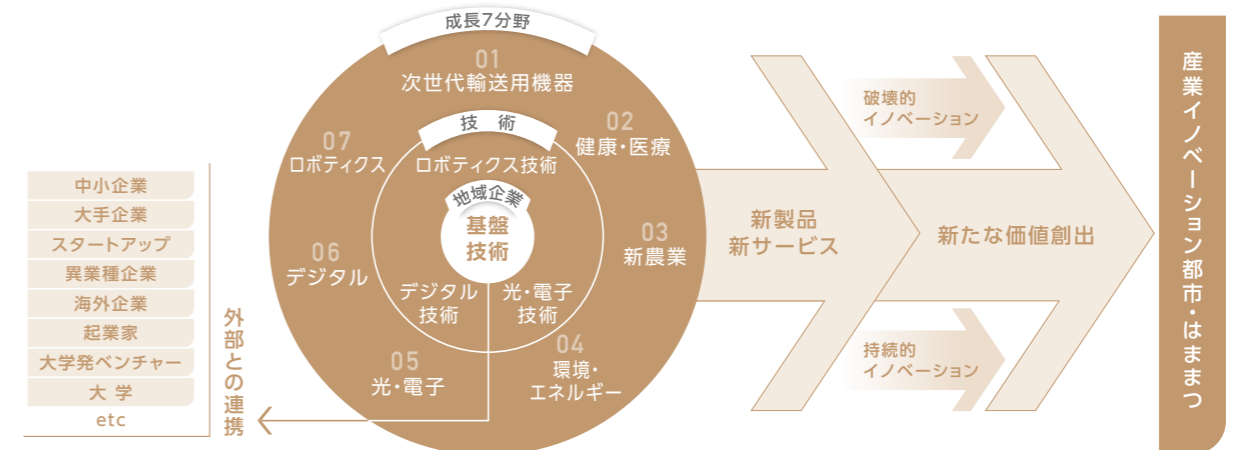 成長7分野
01
次世代輸送用機器
02
健康・医療
03
新農業
04
環境・
エネルギー
05
光・電子
06
デジタル
07
ロボティクス
技 術
ロボティクス技術
光・電子
技術
デジタル
技術
地域企業
基盤
技術
外部との連携
中小企業
大手企業
スタートアップ
異業種企業
海外企業
起業家
大学発ベンチャー
大 学
etc
新製品
新サービス
破壊的
イノベーション
新たな価値創出
持続的
イノベーション
産業イノベーション都市・はままつ